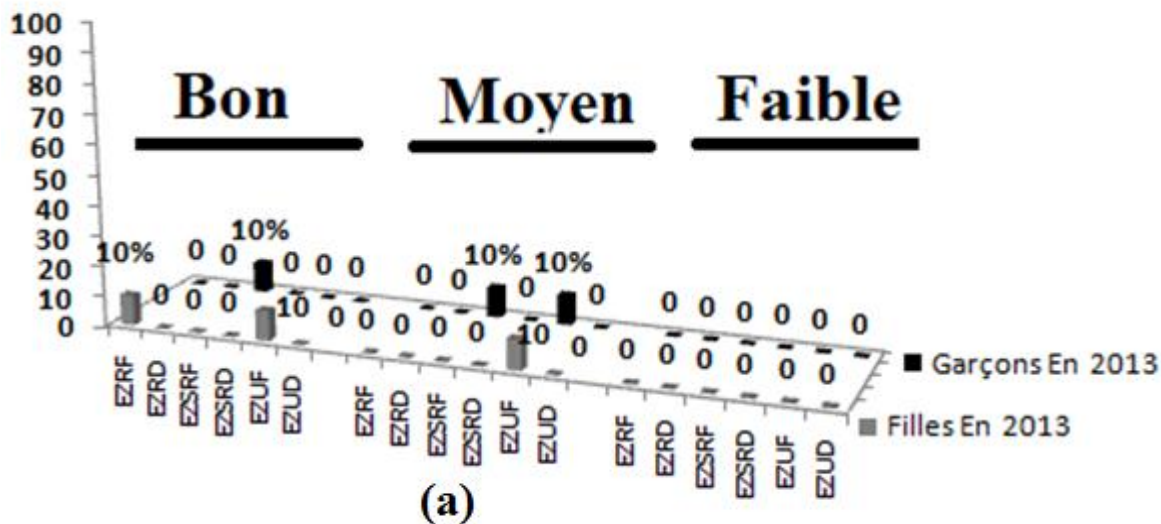 100
90
80
70
60
50
40
30
20
10
0
Bon Moyen Faible
10% 0 0 10% 0 0 0 0 0 10% 0 10% 0 0 0 0 0 0 0
10% 0 0 0 10 0 0 0 0 0 10 0 0 0 0 0 0 0
EZRF EZRD EZSRF EZSRD EZUF EZUD EZRF EZRD EZSRF EZSRD EZUF EZUD EZRF EZRD EZSRF EZSRD EZUF EZUD
Garçons En 2013
Filles En 2013
(a)